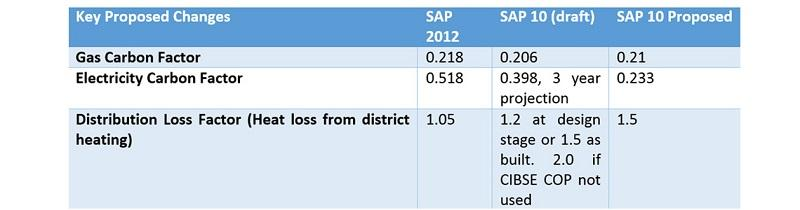 Key Proposed Changes SAP 2012 SAP 10 (draft) SAP 10 Proposed
Gas Carbon Factor 0.218 0.206 0.21
Electricity Carbon Factor 0.518 0.398, 3 year projection 0.233
Distribution Loss Factor (Heat loss from district heating) 1.05 1.2 at design stage or 1.5 as built. 2.0 if CIBSE COP not used 1.5